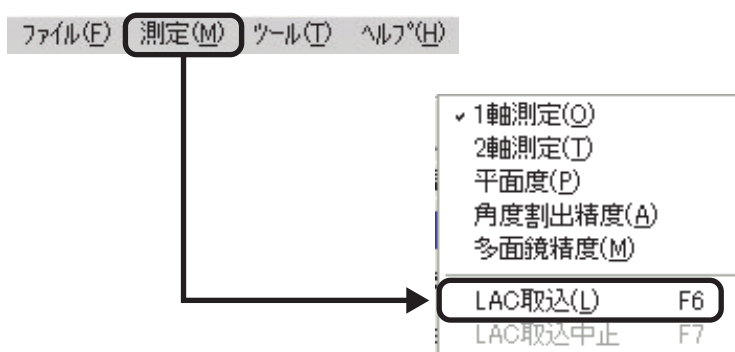 ﾌｧｲﾙ(F) 測定(M) ﾂｰﾙ(T) ﾍﾙﾌﾟ(H)
1軸測定(O)
2軸測定(T)
平面度(P)
角度割出精度(A)
多面鏡精度(M)
LAC取込(L) F6
LAC取込中止 F7